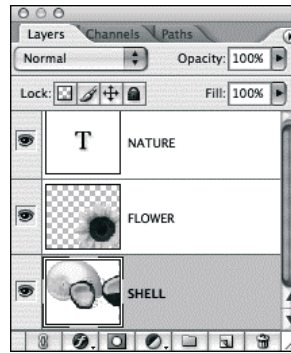 Layers Channels Paths
Normal Opacity: 100%
Lock: Fill: 100%
T NATURE
FLOWER
SHELL